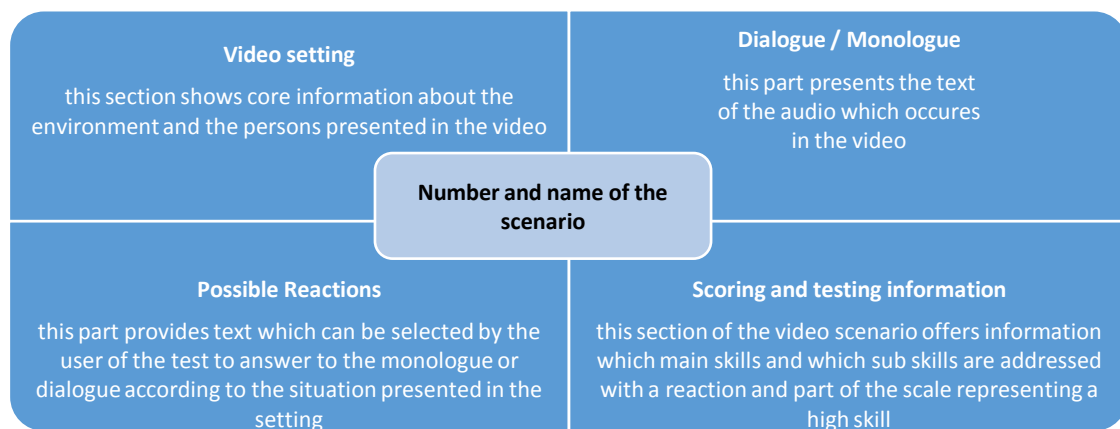 Video setting
this section shows core information about the
environment and the persons presented in the video
Dialogue / Monologue
this part presents the text
of the audio which occures
in the video
Number and name of the
scenario
Possible Reactions
this part provides text which can be selected by the
user of the test to answer to the monologue or
dialogue according to the situation presented in the
setting
Scoring and testing information
this section of the video scenario offers information
which main skills and which sub skills are addressed
with a reaction and part of the scale representing a
high skill